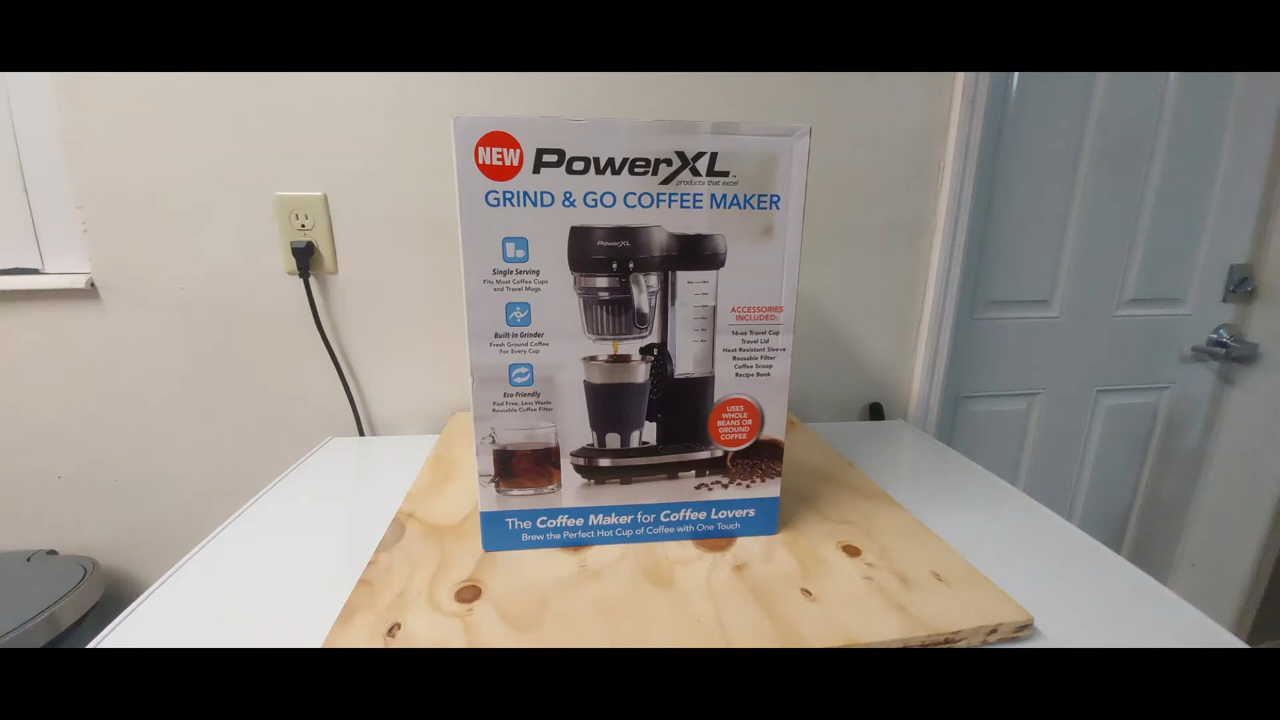 NEW
PowerXL™
products that excel
GRIND & GO COFFEE MAKER
PowerXL
Single Serving
Fits Most Coffee Cups
and Travel Mugs
Built-In Grinder
Fresh Ground Coffee
For Every Cup
Eco-Friendly
Pod Free, Less Waste
Reusable Coffee Filter
ACCESSORIES
INCLUDED:
16-oz Travel Cup
Travel Lid
Heat-Resistant Sleeve
Reusable Filter
Coffee Scoop
Recipe Book
USES
WHOLE
BEANS OR
GROUND
COFFEE
The Coffee Maker for Coffee Lovers
Brew the Perfect Hot Cup of Coffee with One Touch